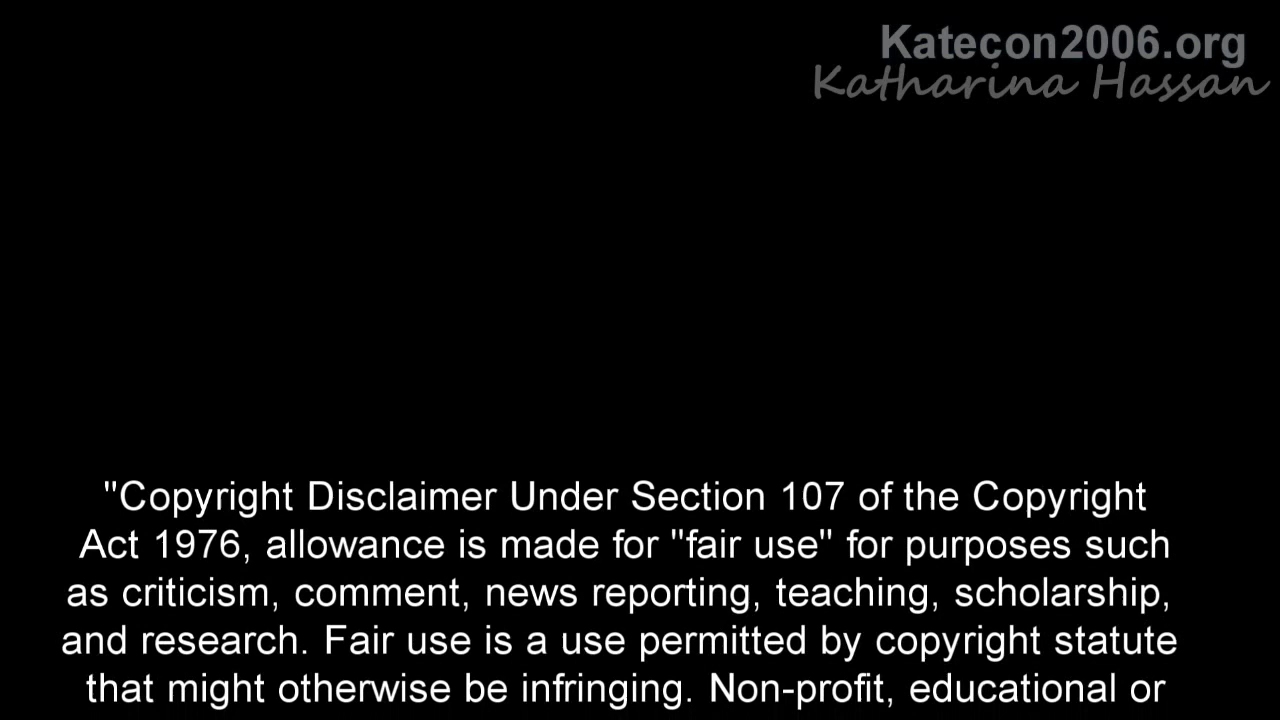 Katecon2006.org
Katharina Hassan
"Copyright Disclaimer Under Section 107 of the Copyright
Act 1976, allowance is made for "fair use" for purposes such
as criticism, comment, news reporting, teaching, scholarship,
and research. Fair use is a use permitted by copyright statute
that might otherwise be infringing. Non-profit, educational or